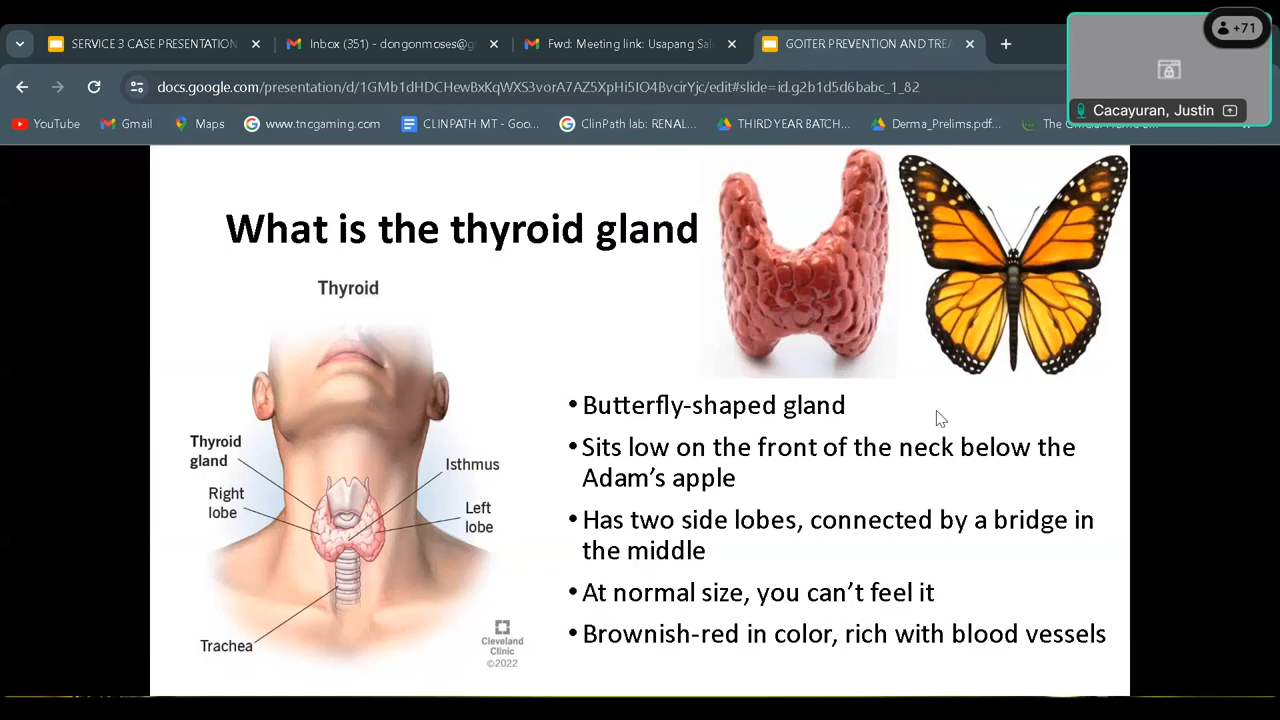 SERVICE 3 CASE PRESENTATION
Inbox (351) - dongonmoses@g
Fwd: Meeting link: Usapang Sal
GOITER PREVENTION AND TREA
+71
docs.google.com/presentation/d/1GMb1dHDCHewBxKqWXS3vorA7AZ5XpHi5IO4BvcirYjc/edit#slide=id.g2b1d5d6babc_1_82
Cacayuran, Justin
YouTube
Gmail
Maps
www.tncgaming.com
CLINPATH MT - Goo...
ClinPath lab: RENAL...
THIRD YEAR BATCH...
Derma_Prelims.pdf...
What is the thyroid gland
Thyroid
Thyroid
gland
Right
lobe
Isthmus
Left
lobe
Trachea
Cleveland
Clinic
©2022
•Butterfly-shaped gland
•Sits low on the front of the neck below the
Adam’s apple
•Has two side lobes, connected by a bridge in
the middle
•At normal size, you can’t feel it
•Brownish-red in color, rich with blood vessels